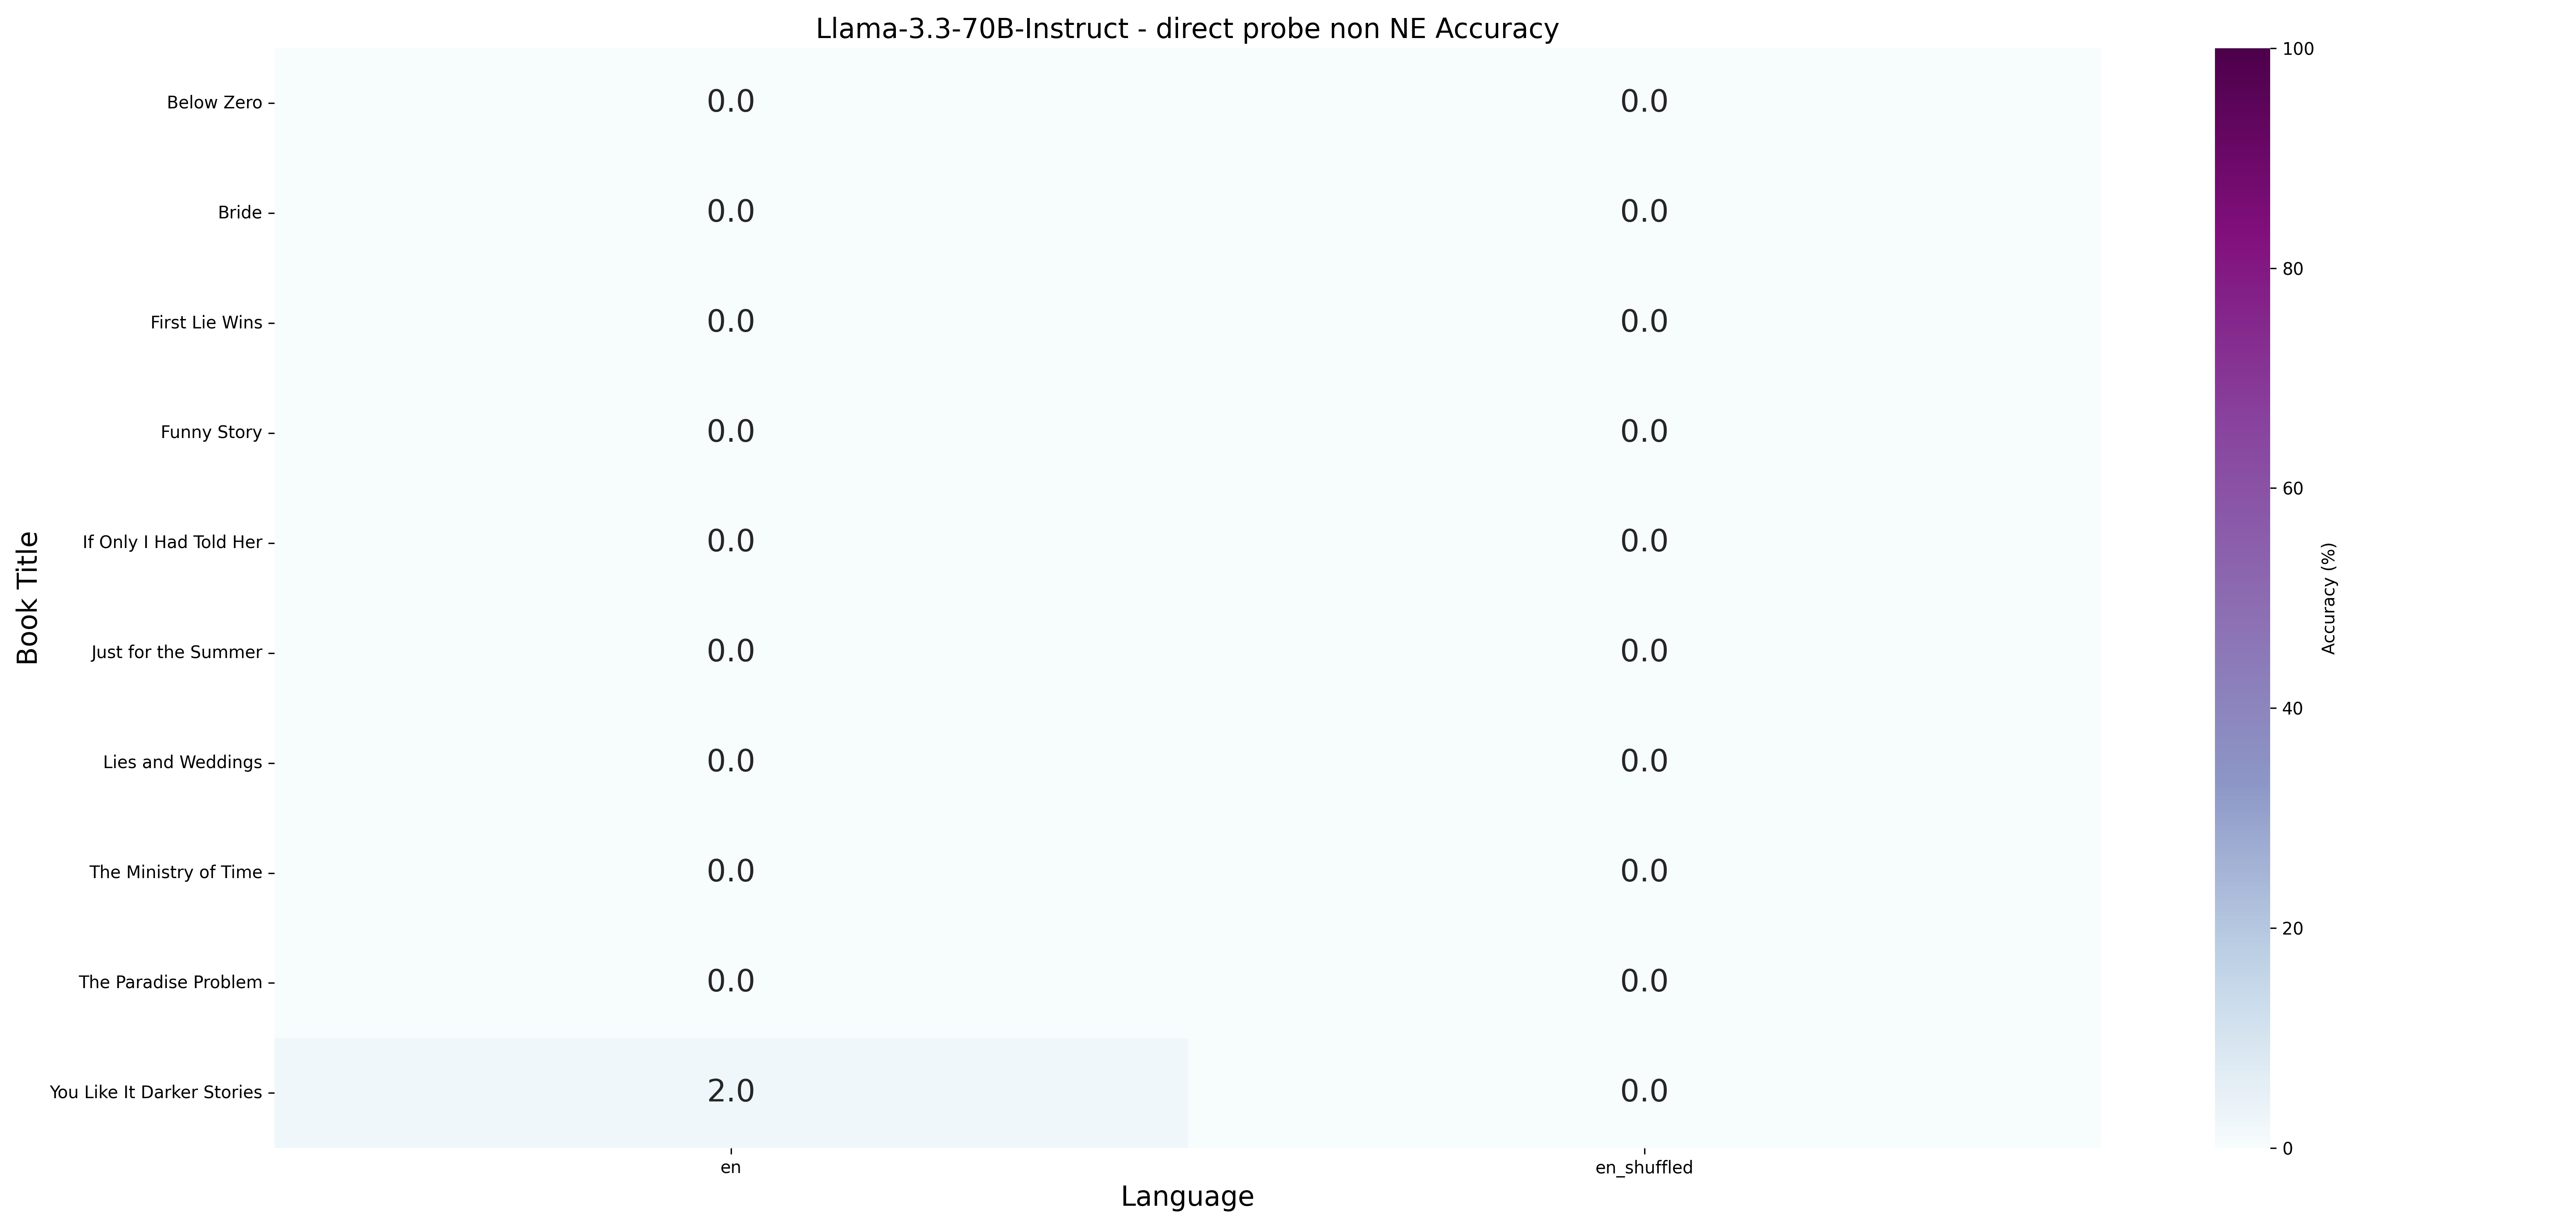 Llama-3.3-70B-Instruct - direct probe non NE Accuracy
Book Title
Below Zero 0.0 0.0
Bride 0.0 0.0
First Lie Wins 0.0 0.0
Funny Story 0.0 0.0
If Only I Had Told Her 0.0 0.0
Just for the Summer 0.0 0.0
Lies and Weddings 0.0 0.0
The Ministry of Time 0.0 0.0
The Paradise Problem 0.0 0.0
You Like It Darker Stories 2.0 0.0
en en_shuffled
Language
100
80
60
40
20
0
Accuracy (%)